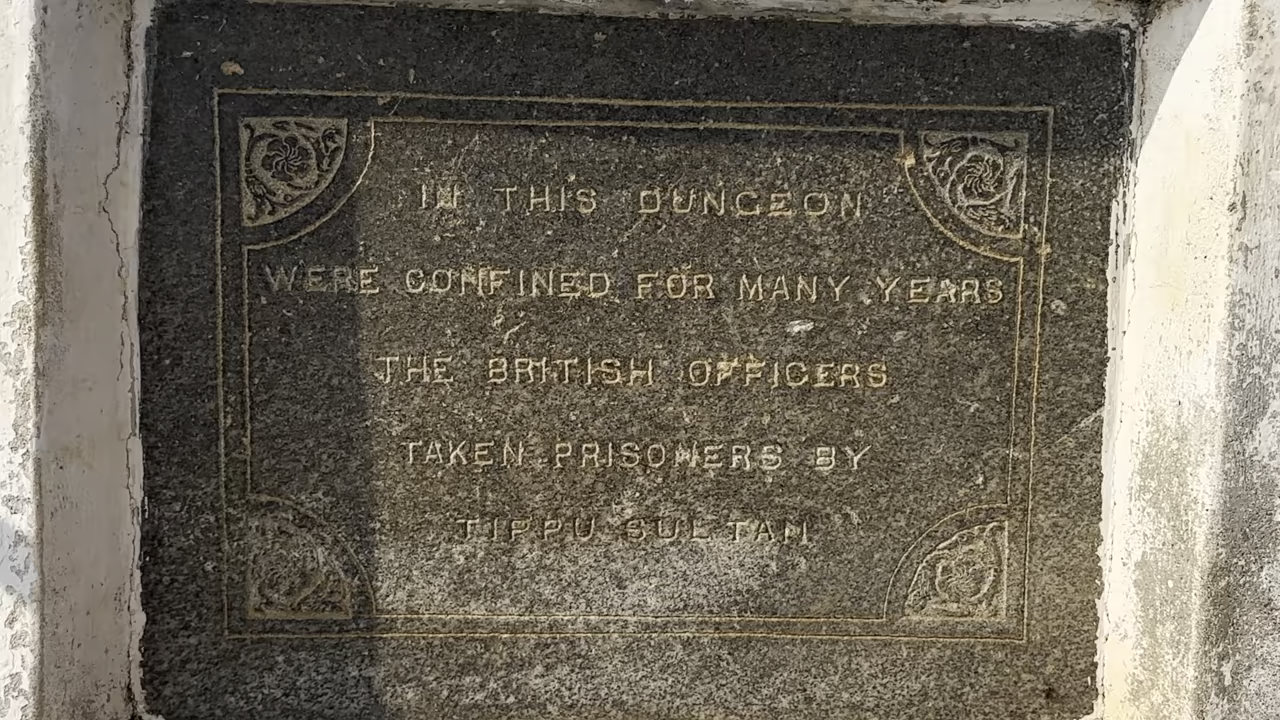 IN THIS DUNGEON
WERE CONFINED FOR MANY YEARS
THE BRITISH OFFICERS
TAKEN PRISONERS BY
TIPPU SULTAN